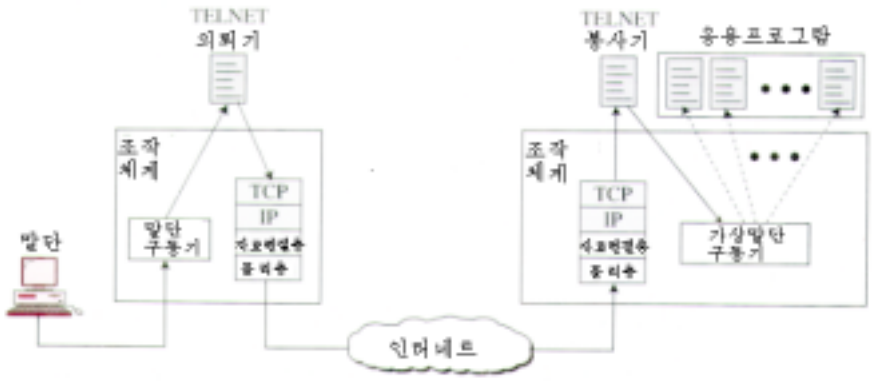 TELNET
의뢰기
조작
체계
TCP
IP
자료련결층
물리층
말단
구동기
말단
인터네트
TELNET
봉사기
응용프로그람
조작
체계
TCP
IP
자료련결층
물리층
가상말단
구동기